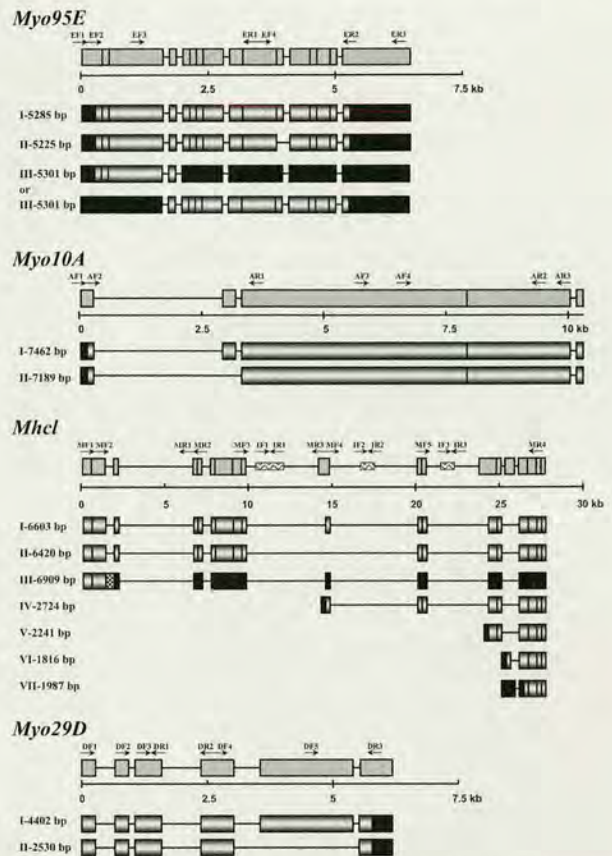 Myo95E
EF1 EF2 EF3 ER1 EF4 ER2 ER3
0 2.5 5 7.5 kb
I-5285 bp
II-5225 bp
III-5301 bp
or
III-5301 bp
Myo10A
AF1 AF2 AR1 AF3 AF4 AR2 AR3
0 2.5 5 7.5 10 kb
I-7462 bp
II-7189 bp
Mhcl
MF1 MF2 MR1 MR2 MF3 IF1 IR1 MR3 MF4 IF2 IR2 MF5 IF3 IR3 MR4
0 5 10 15 20 25 30 kb
I-6603 bp
II-6420 bp
III-6909 bp
IV-2724 bp
V-2241 bp
VI-1816 bp
VII-1987 bp
Myo29D
DF1 DF2 DF3 DR1 DR2 DF4 DF5 DR3
0 2.5 5 7.5 kb
I-4402 bp
II-2530 bp